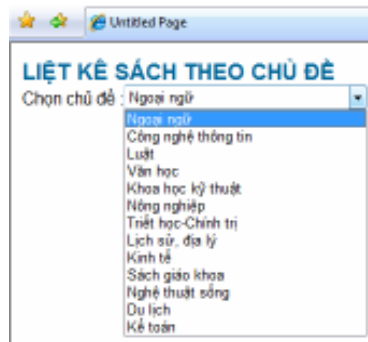 Untitled Page
LIỆT KÊ SÁCH THEO CHỦ ĐỀ
Chọn chủ đề : Ngoại ngữ
Ngoại ngữ
Công nghệ thông tin
Luật
Văn học
Khoa học kỹ thuật
Nông nghiệp
Triết học-Chính trị
Lịch sử, địa lý
Kinh tế
Sách giáo khoa
Nghệ thuật sống
Du lịch
Kế toán